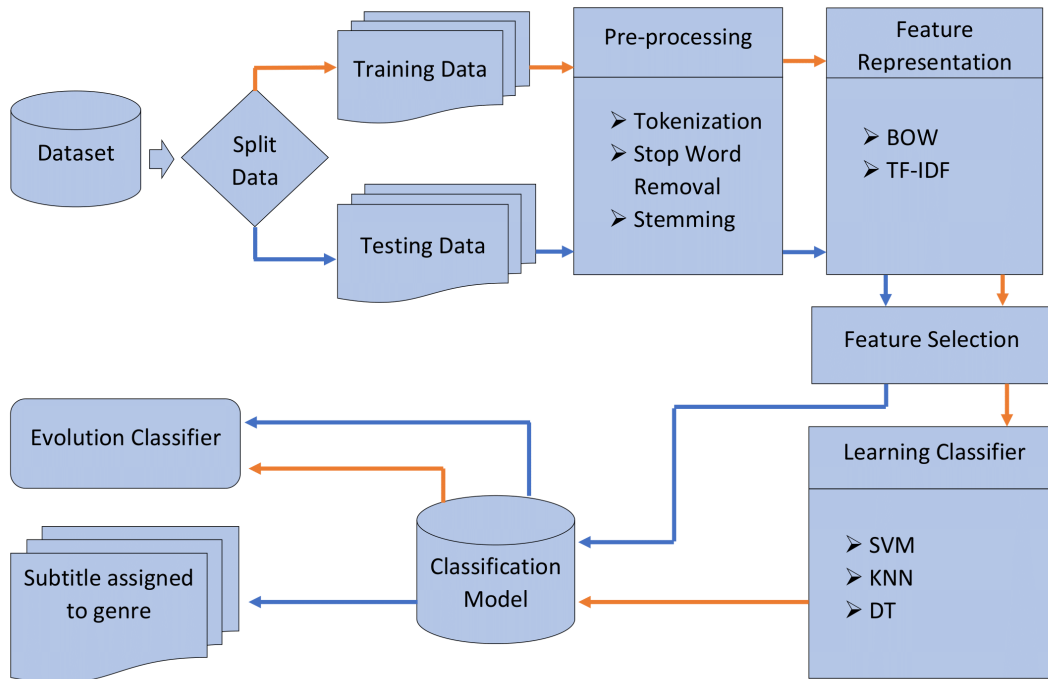 Dataset
Split
Data
Training Data
Testing Data
Pre-processing
➢ Tokenization
➢ Stop Word
Removal
➢ Stemming
Feature
Representation
➢ BOW
➢ TF-IDF
Feature Selection
Learning Classifier
➢ SVM
➢ KNN
➢ DT
Classification
Model
Evolution Classifier
Subtitle assigned
to genre